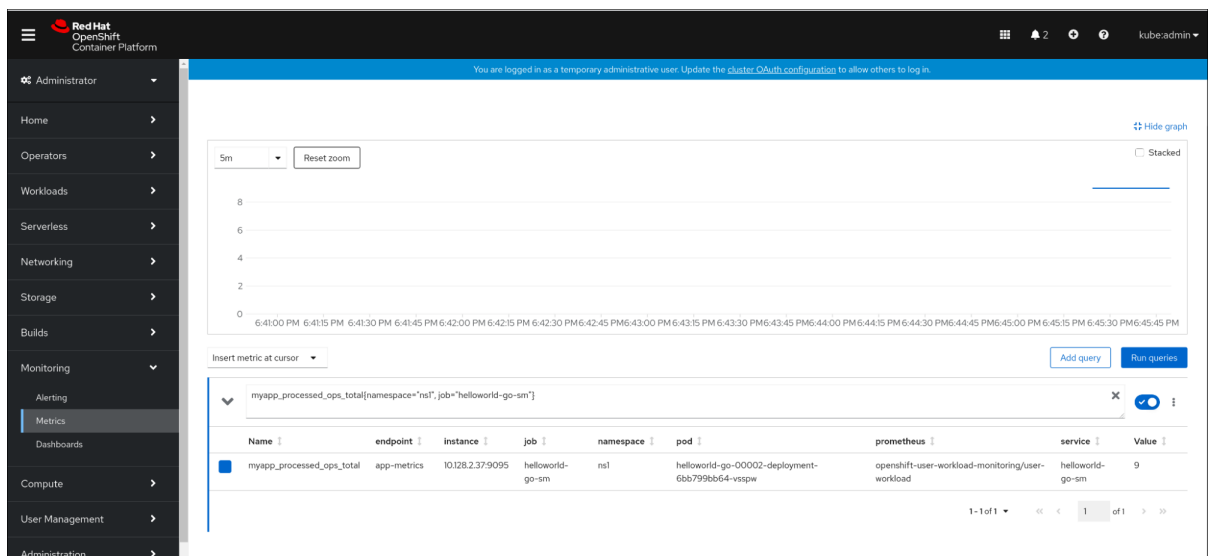 Red Hat
OpenShift
Container Platform
2
kube:admin
You are logged in as a temporary administrative user. Update the cluster OAuth configuration to allow others to log in.
Administrator
Home
Operators
Workloads
Serverless
Networking
Storage
Builds
Monitoring
Alerting
Metrics
Dashboards
Compute
User Management
Administration
Hide graph
5m
Reset zoom
Stacked
8
6
4
2
0
6:41:00 PM 6:41:15 PM 6:41:30 PM 6:41:45 PM 6:42:00 PM 6:42:15 PM 6:42:30 PM 6:42:45 PM 6:43:00 PM 6:43:15 PM 6:43:30 PM 6:43:45 PM 6:44:00 PM 6:44:15 PM 6:44:30 PM 6:44:45 PM 6:45:00 PM 6:45:15 PM 6:45:30 PM 6:45:45 PM
Insert metric at cursor
Add query
Run queries
myapp_processed_ops_total{namespace="ns1", job="helloworld-go-sm"}
Name endpoint instance job namespace pod prometheus service Value
myapp_processed_ops_total app-metrics 10.128.2.37:9095 helloworld- ns1 helloworld-go-00002-deployment- openshift-user-workload-monitoring/user- helloworld- 9
go-sm 6bb799bb64-vsspw workload go-sm
1-1 of 1
1 of 1